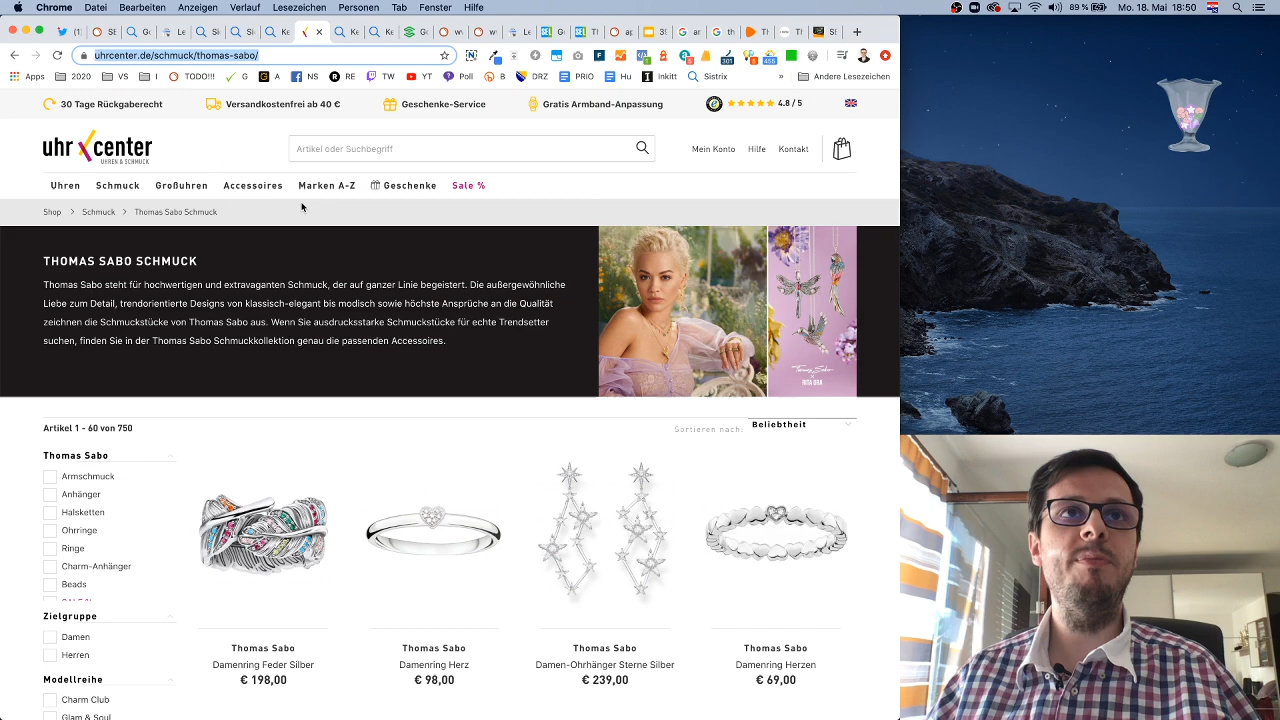 Chrome Datei Bearbeiten Anzeigen Verlauf Lesezeichen Personen Tab Fenster Hilfe
89 % Mo. 18. Mai 18:50
uhrcenter.de/schmuck/thomas-sabo/
Apps 2020 VS I TODO!!! G A NS RE TW YT Poll B DRZ PRIO Hu Inkitt Sistrix » Andere Lesezeichen
30 Tage Rückgaberecht Versandkostenfrei ab 40 € Geschenke-Service Gratis Armband-Anpassung 4.8 / 5
uhr center
UHREN & SCHMUCK
Artikel oder Suchbegriff
Mein Konto Hilfe Kontakt
Uhren Schmuck Großuhren Accessoires Marken A-Z Geschenke Sale %
Shop > Schmuck > Thomas Sabo Schmuck
THOMAS SABO SCHMUCK
Thomas Sabo steht für hochwertigen und extravaganten Schmuck, der auf ganzer Linie begeistert. Die außergewöhnliche
Liebe zum Detail, trendorientierte Designs von klassisch-elegant bis modisch sowie höchste Ansprüche an die Qualität
zeichnen die Schmuckstücke von Thomas Sabo aus. Wenn Sie ausdrucksstarke Schmuckstücke für echte Trendsetter
suchen, finden Sie in der Thomas Sabo Schmuckkollektion genau die passenden Accessoires.
Thomas Sabo
x
RITA ORA
Artikel 1 - 60 von 750
Sortieren nach: Beliebtheit
Thomas Sabo
Armschmuck
Anhänger
Halsketten
Ohrringe
Ringe
Charm-Anhänger
Beads
Zielgruppe
Damen
Herren
Modellreihe
Charm Club
Glam & Soul
Thomas Sabo
Damenring Feder Silber
€ 198,00
Thomas Sabo
Damenring Herz
€ 98,00
Thomas Sabo
Damen-Ohrhänger Sterne Silber
€ 239,00
Thomas Sabo
Damenring Herzen
€ 69,00